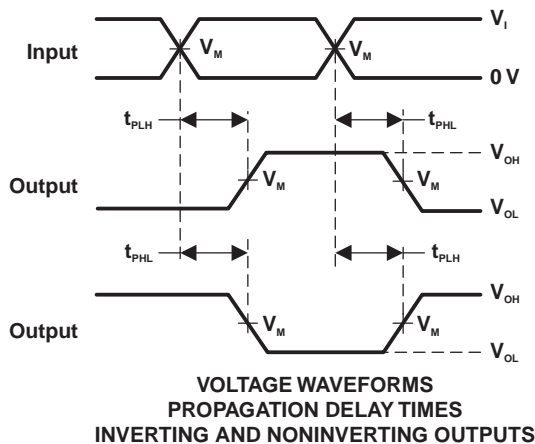 V_I
Input V_M V_M
0 V
t_PLH t_PHL
V_OH
Output V_M V_M
V_OL
t_PHL t_PLH
V_OH
Output V_M V_M
V_OL
VOLTAGE WAVEFORMS
PROPAGATION DELAY TIMES
INVERTING AND NONINVERTING OUTPUTS